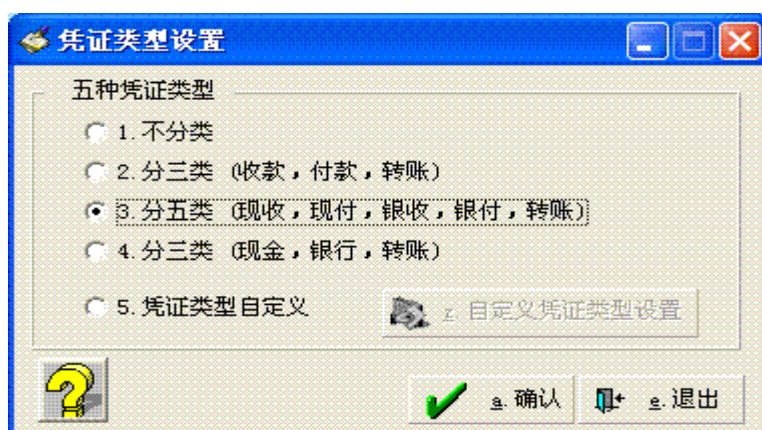 凭证类型设置
五种凭证类型
1.不分类
2.分三类（收款，付款，转账）
3.分五类（现收，现付，银收，银付，转账）
4.分三类（现金，银行，转账）
5.凭证类型自定义
z.自定义凭证类型设置
a.确认
e.退出